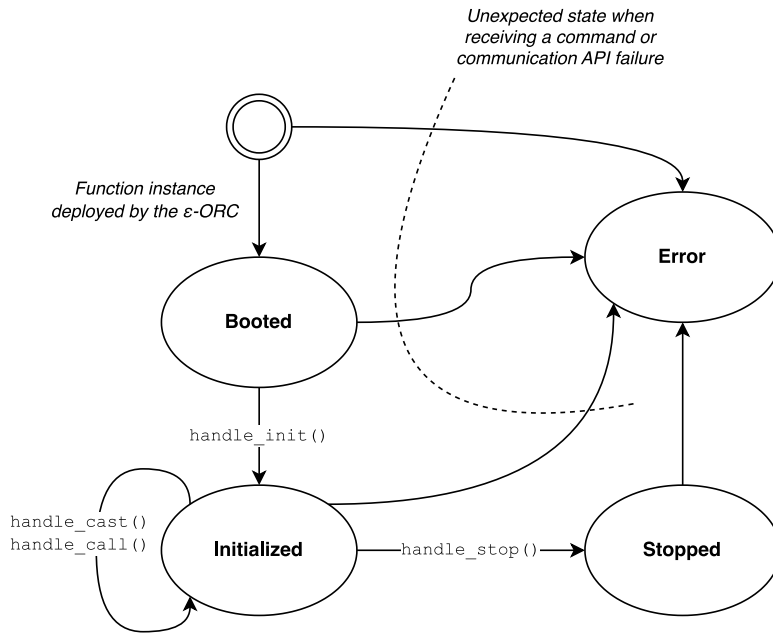 Unexpected state when
receiving a command or
communication API failure
Function instance
deployed by the ε-ORC
Error
Booted
handle_init()
handle_cast()
handle_call()
Initialized
handle_stop()
Stopped